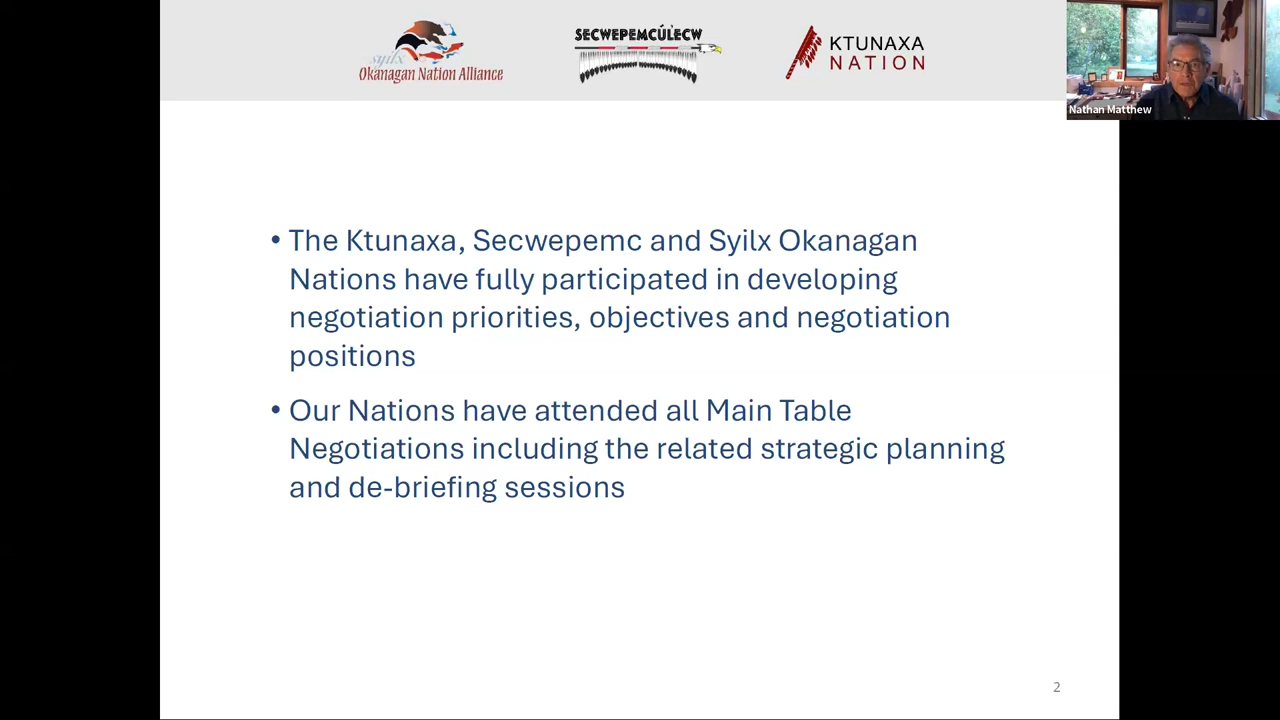 syilx
Okanagan Nation Alliance
SECWEPEMCÚLECW
KTUNAXA
NATION
Nathan Matthew
• The Ktunaxa, Secwepemc and Syilx Okanagan
Nations have fully participated in developing
negotiation priorities, objectives and negotiation
positions
• Our Nations have attended all Main Table
Negotiations including the related strategic planning
and de-briefing sessions
2